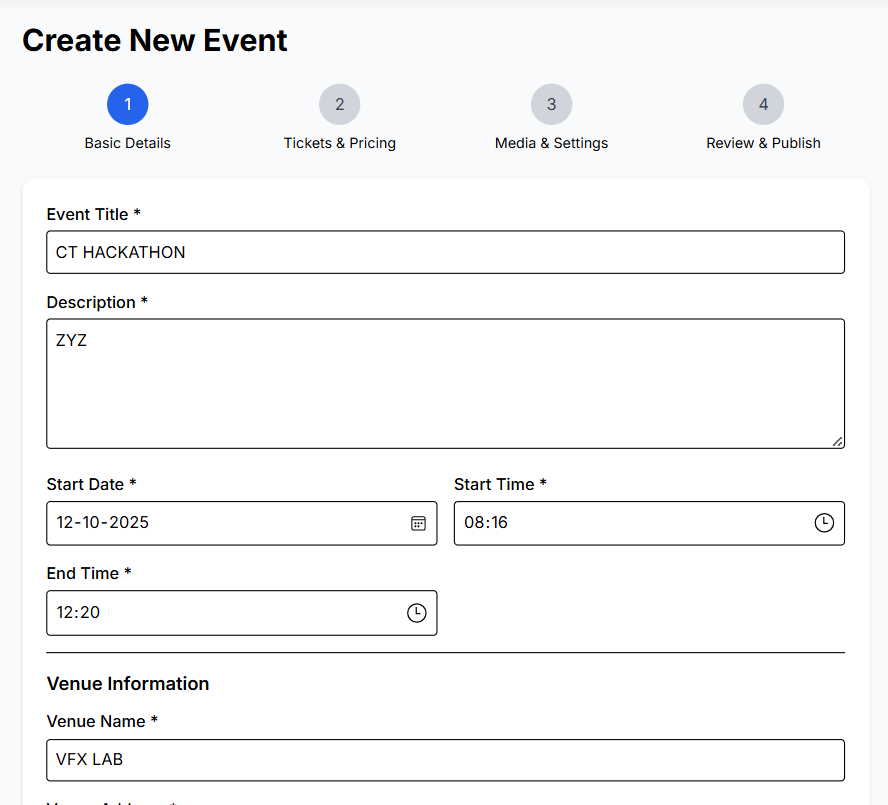 Create New Event
1 2 3 4
Basic Details Tickets & Pricing Media & Settings Review & Publish
Event Title *
CT HACKATHON
Description *
ZYZ
Start Date * Start Time *
12-10-2025 08:16
End Time *
12:20
Venue Information
Venue Name *
VFX LAB